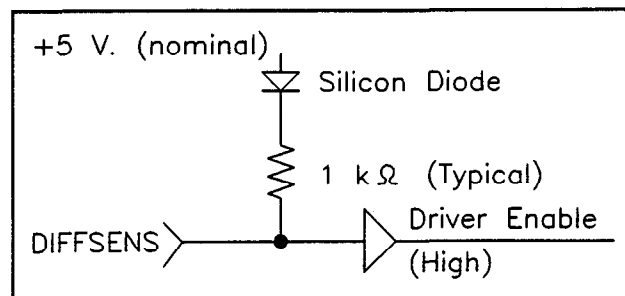 +5 V. (nominal)
Silicon Diode
1 kΩ (Typical)
DIFFSENS
Driver Enable
(High)